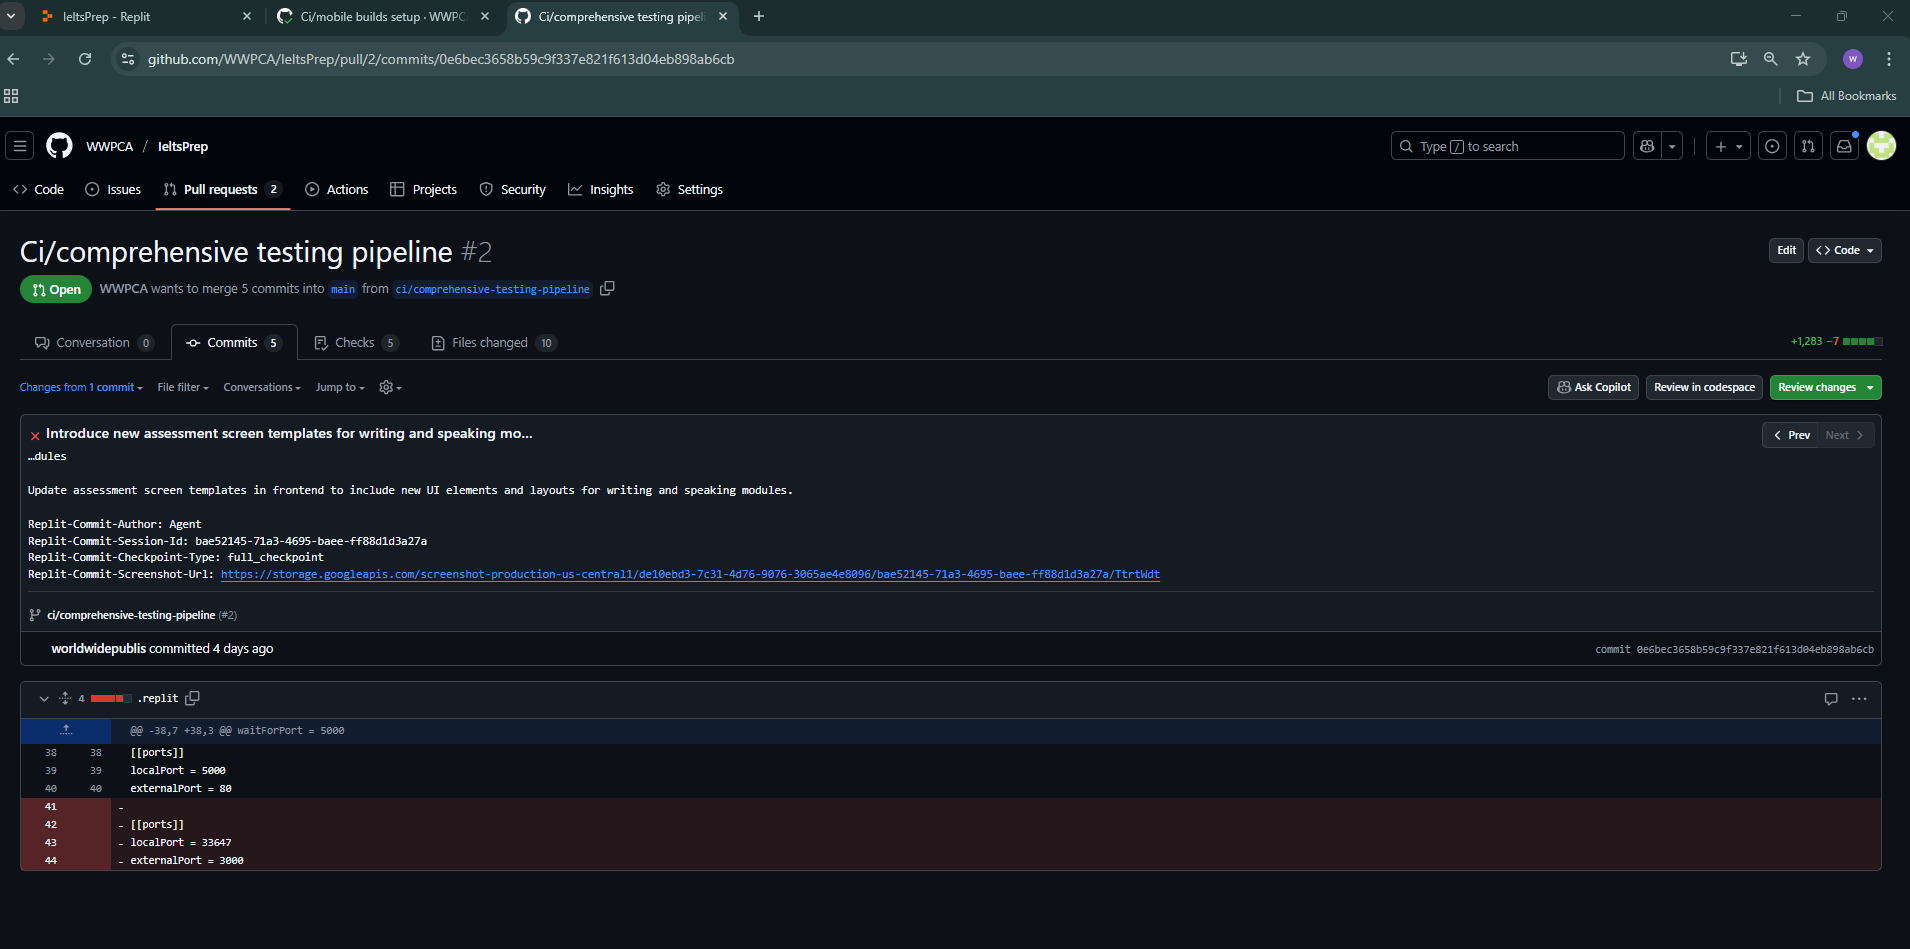 IeltsPrep - Replit
Ci/mobile builds setup · WWPC
Ci/comprehensive testing pipel
github.com/WWPCA/IeltsPrep/pull/2/commits/0e6bec3658b59c9f337e821f613d04eb898ab6cb
W
All Bookmarks
WWPCA / IeltsPrep
Type / to search
Code
Issues
Pull requests 2
Actions
Projects
Security
Insights
Settings
Ci/comprehensive testing pipeline #2
Edit
<> Code
Open
WWPCA wants to merge 5 commits into main from ci/comprehensive-testing-pipeline
Conversation 0
Commits 5
Checks 5
Files changed 10
+1,283 −7
Changes from 1 commit
File filter
Conversations
Jump to
Ask Copilot
Review in codespace
Review changes
Introduce new assessment screen templates for writing and speaking mo...
Prev
Next
…dules
Update assessment screen templates in frontend to include new UI elements and layouts for writing and speaking modules.
Replit-Commit-Author: Agent
Replit-Commit-Session-Id: bae52145-71a3-4695-baee-ff88d1d3a27a
Replit-Commit-Checkpoint-Type: full_checkpoint
Replit-Commit-Screenshot-Url: https://storage.googleapis.com/screenshot-production-us-central1/de10ebd3-7c31-4d76-9076-3065ae4e8096/bae52145-71a3-4695-baee-ff88d1d3a27a/TtrtWdt
ci/comprehensive-testing-pipeline (#2)
worldwidepublis committed 4 days ago
commit 0e6bec3658b59c9f337e821f613d04eb898ab6cb
4 .replit
@@ -38,7 +38,3 @@ waitForPort = 5000
38 38 [[ports]]
39 39 localPort = 5000
40 40 externalPort = 80
41 -
42 - [[ports]]
43 - localPort = 33647
44 - externalPort = 3000